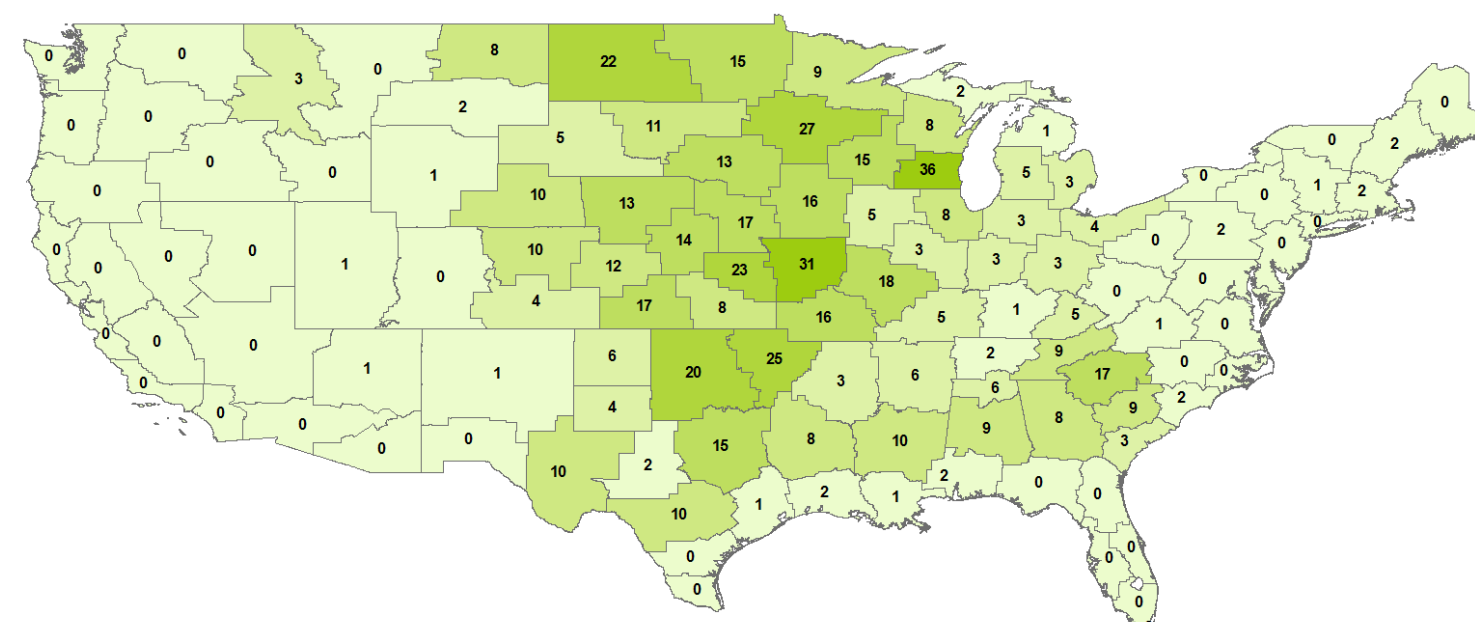 0 0 3 0 8 22 15 9 2 0
0 0 2 5 11 27 8 1 0 2
0 0 1 13 15 36 5 3 0 0 1 2
0 10 13 17 16 5 8 3 4 0 2 0 0
0 0 0 0 1 0 10 12 14 23 31 18 3 3 3 0 0
4 17 8 16 5 1 5 1 0
0 0 0 1 1 6 20 25 3 6 2 9 17 0 0
0 4 6 8 9 2
0 0 0 0 10 2 15 8 10 9 3
10 1 2 1 2 0 0
0 0 0
0 0